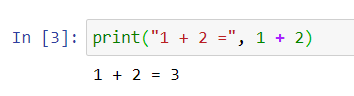 In [3]: print("1 + 2 =", 1 + 2)
1 + 2 = 3